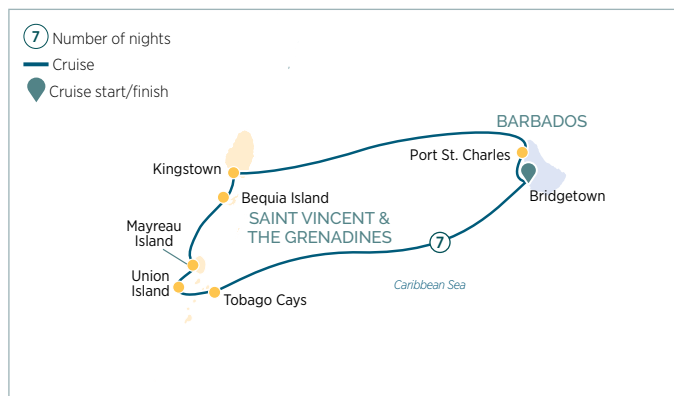 7 Number of nights
Cruise
Cruise start/finish
BARBADOS
Port St. Charles
Kingstown
Bridgetown
Bequia Island
SAINT VINCENT &
THE GRENADINES
Mayreau
Island
7
Union
Island
Tobago Cays
Caribbean Sea